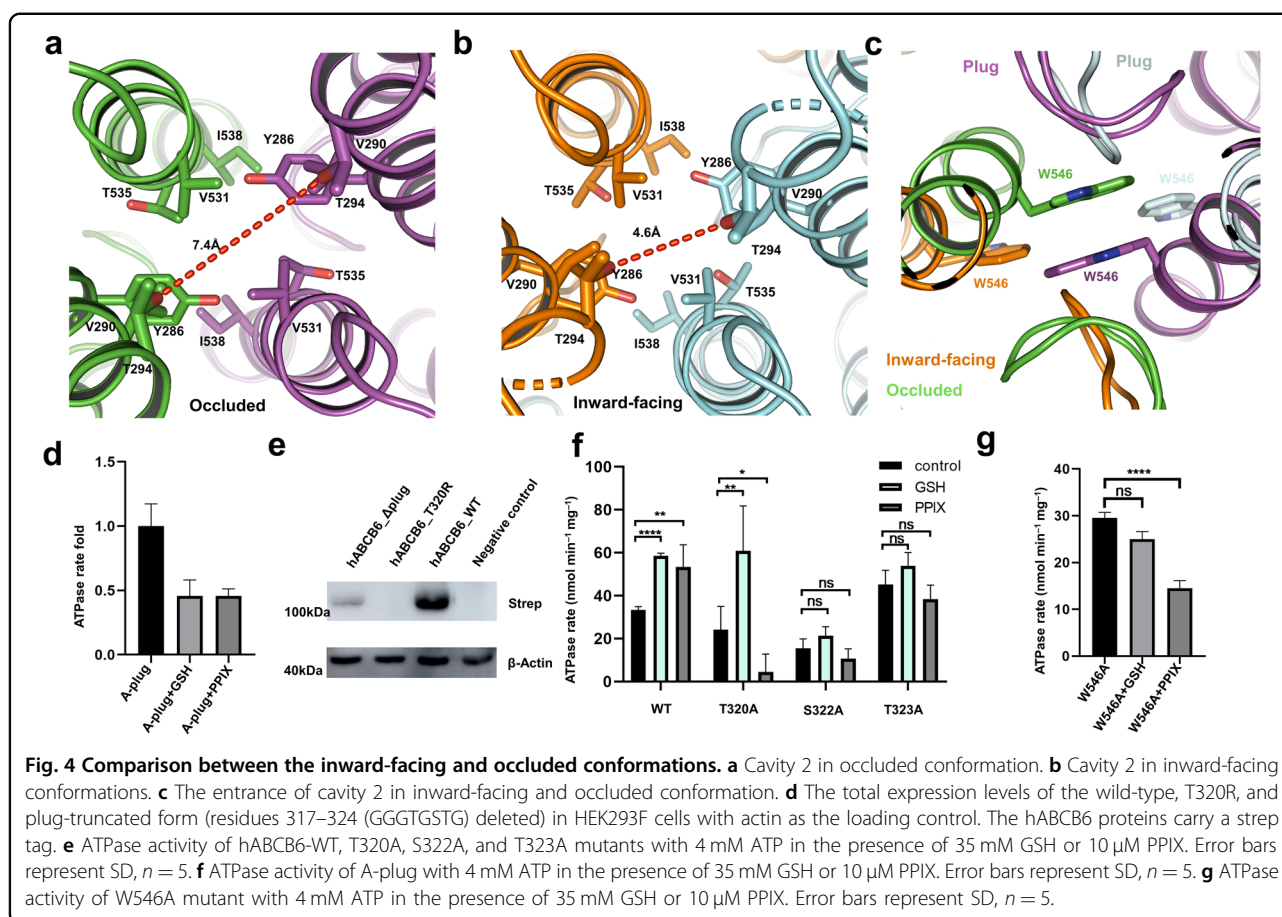 a
I538
Y286
V290
T535
V531
T294
7.4Å
T535
V290
Y286
V531
I538
T294
Occluded
b
I538
Y286
T535
V531
V290
4.6Å
T294
Y286
V290
V531
T535
T294
I538
Inward-facing
c
Plug
Plug
W546
W546
W546
W546
Inward-facing
Occluded
d
ATPase rate fold
1.5
1.0
0.5
0.0
A-plug
A-plug+GSH
A-plug+PPIX
e
hABCB6_Δplug
hABCB6_T320R
hABCB6_WT
Negative control
100kDa
Strep
40kDa
β-Actin
f
ATPase rate (nmol min⁻¹ mg⁻¹)
100
80
60
40
20
0
**
****
*
**
ns
ns
ns
ns
WT
T320A
S322A
T323A
control
GSH
PPIX
g
ATPase rate (nmol min⁻¹ mg⁻¹)
40
30
20
10
0
****
ns
W546A
W546A+GSH
W546A+PPIX
Fig. 4 Comparison between the inward-facing and occluded conformations. a Cavity 2 in occluded conformation. b Cavity 2 in inward-facing
conformations. c The entrance of cavity 2 in inward-facing and occluded conformation. d The total expression levels of the wild-type, T320R, and
plug-truncated form (residues 317–324 (GGGTGSTG) deleted) in HEK293F cells with actin as the loading control. The hABCB6 proteins carry a strep
tag. e ATPase activity of hABCB6-WT, T320A, S322A, and T323A mutants with 4 mM ATP in the presence of 35 mM GSH or 10 μM PPIX. Error bars
represent SD, n = 5. f ATPase activity of A-plug with 4 mM ATP in the presence of 35 mM GSH or 10 μM PPIX. Error bars represent SD, n = 5. g ATPase
activity of W546A mutant with 4 mM ATP in the presence of 35 mM GSH or 10 μM PPIX. Error bars represent SD, n = 5.